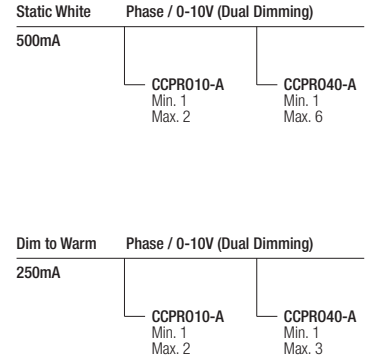 Static White Phase / 0-10V (Dual Dimming)
500mA
CCPRO10-A CCPRO40-A
Min. 1 Min. 1
Max. 2 Max. 6
Dim to Warm Phase / 0-10V (Dual Dimming)
250mA
CCPRO10-A CCPRO40-A
Min. 1 Min. 1
Max. 2 Max. 3